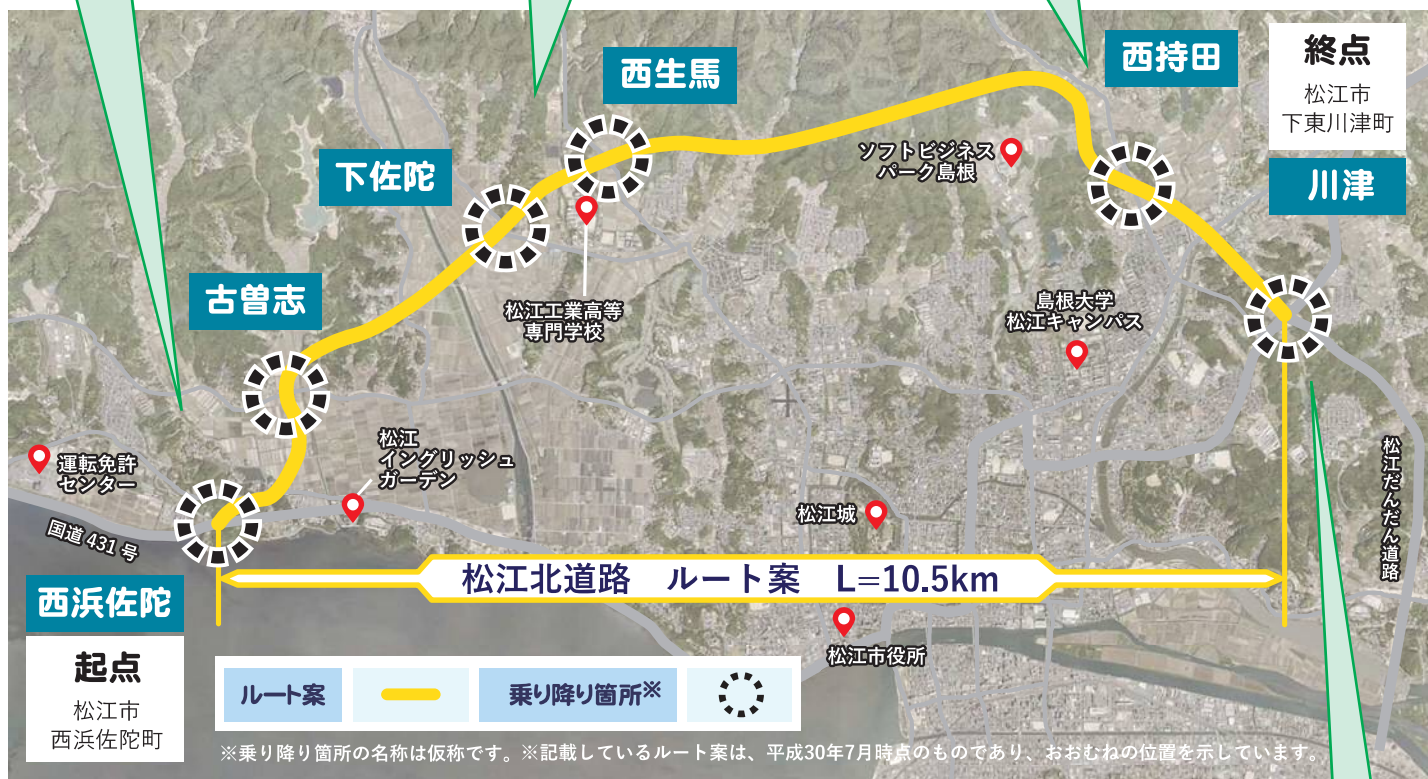 西生馬
西持田
終点
松江市
下東川津町
川津
ソフトビジネス
パーク島根
下佐陀
古曽志
松江工業高等
専門学校
島根大学
松江キャンパス
運転免許
センター
松江
イングリッシュ
ガーデン
松江城
国道431号
松江だんだん道路
松江北道路 ルート案 L=10.5km
西浜佐陀
起点
松江市
西浜佐陀町
松江市役所
ルート案
乗り降り箇所※
※乗り降り箇所の名称は仮称です。※記載しているルート案は、平成30年7月時点のものであり、おおむねの位置を示しています。